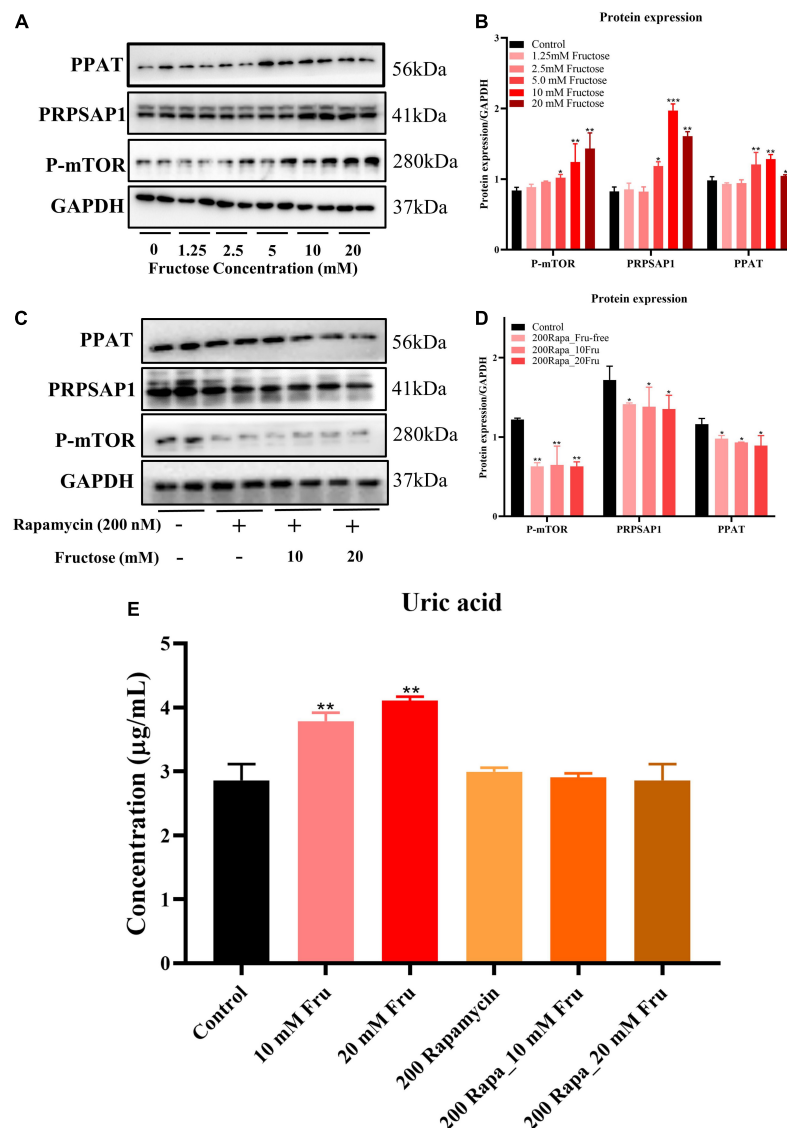 A
PPAT
56kDa
PRPSAP1
41kDa
P-mTOR
280kDa
GAPDH
37kDa
0 1.25 2.5 5 10 20
Fructose Concentration (mM)
B
Protein expression
Protein expression/GAPDH
3
2
1
0
Control
1.25mM Fructose
2.5mM Fructose
5.0 mM Fructose
10 mM Fructose
20 mM Fructose
* ** **
* *** **
** ** *
P-mTOR PRPSAP1 PPAT
C
PPAT
56kDa
PRPSAP1
41kDa
P-mTOR
280kDa
GAPDH
37kDa
Rapamycin (200 nM) - + + +
Fructose (mM) - - 10 20
D
Protein expression
Protein expression/GAPDH
2
1
0
Control
200Rapa_Fru-free
200Rapa_10Fru
200Rapa_20Fru
** ** **
* * *
* * *
P-mTOR PRPSAP1 PPAT
E
Uric acid
Concentration (µg/mL)
5
4
3
2
1
0
** **
Control
10 mM Fru
20 mM Fru
200 Rapamycin
200 Rapa_10 mM Fru
200 Rapa_20 mM Fru